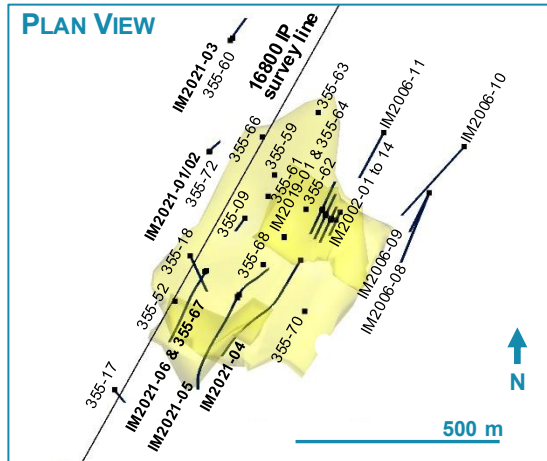 PLAN VIEW
IM2021-03
355-60
16800 IP
survey line
355-63
IM2006-11
IM2006-10
355-66
355-59
355-61
IM2019-01 & 355-64
355-62
IM2002-01 to 14
IM2021-01/02
355-72
355-09
355-18
355-68
IM2006-09
IM2006-08
355-52
355-70
355-17
IM2021-06 & 355-67
IM2021-05
IM2021-04
N
500 m